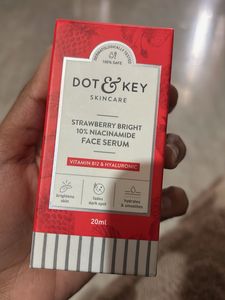 DERMATOLOGICALLY TESTED
100% SAFE
DOT & KEY
SKINCARE
STRAWBERRY BRIGHT
10% NIACINAMIDE
FACE SERUM
VITAMIN B12 & HYALURONIC
brightens skin
fades dark spot
hydrates & smoothes
20ml